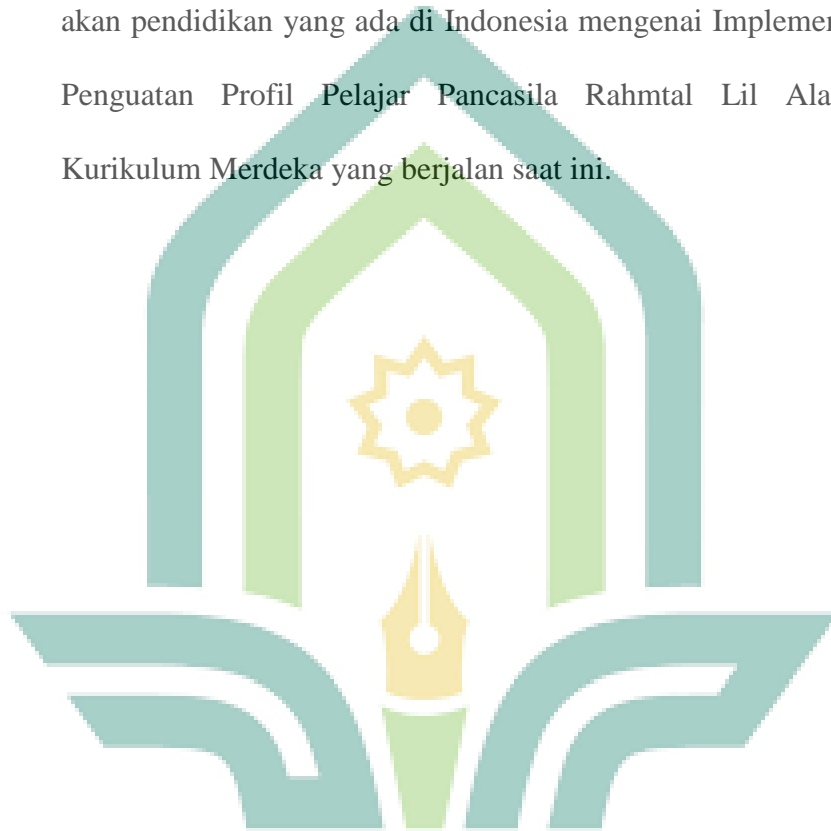 akan pendidikan yang ada di Indonesia mengenai Implemen
Penguatan Profil Pelajar Pancasila Rahmtal Lil Ala
Kurikulum Merdeka yang berjalan saat ini.